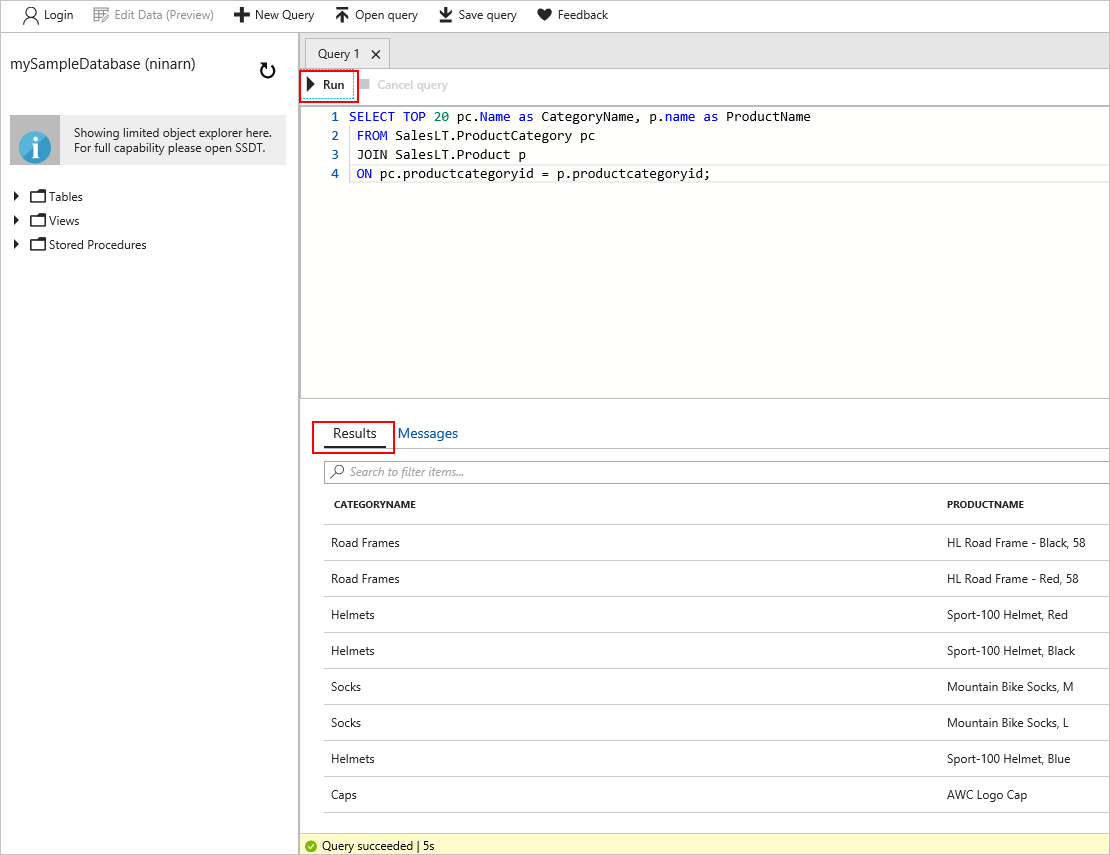 Login Edit Data (Preview) New Query Open query Save query Feedback
mySampleDatabase (ninarn)
Showing limited object explorer here.
For full capability please open SSDT.
Tables
Views
Stored Procedures
Query 1
Run Cancel query
1 SELECT TOP 20 pc.Name as CategoryName, p.name as ProductName
2 FROM SalesLT.ProductCategory pc
3 JOIN SalesLT.Product p
4 ON pc.productcategoryid = p.productcategoryid;
Results Messages
Search to filter items...
CATEGORYNAME PRODUCTNAME
Road Frames HL Road Frame - Black, 58
Road Frames HL Road Frame - Red, 58
Helmets Sport-100 Helmet, Red
Helmets Sport-100 Helmet, Black
Socks Mountain Bike Socks, M
Socks Mountain Bike Socks, L
Helmets Sport-100 Helmet, Blue
Caps AWC Logo Cap
Query succeeded | 5s